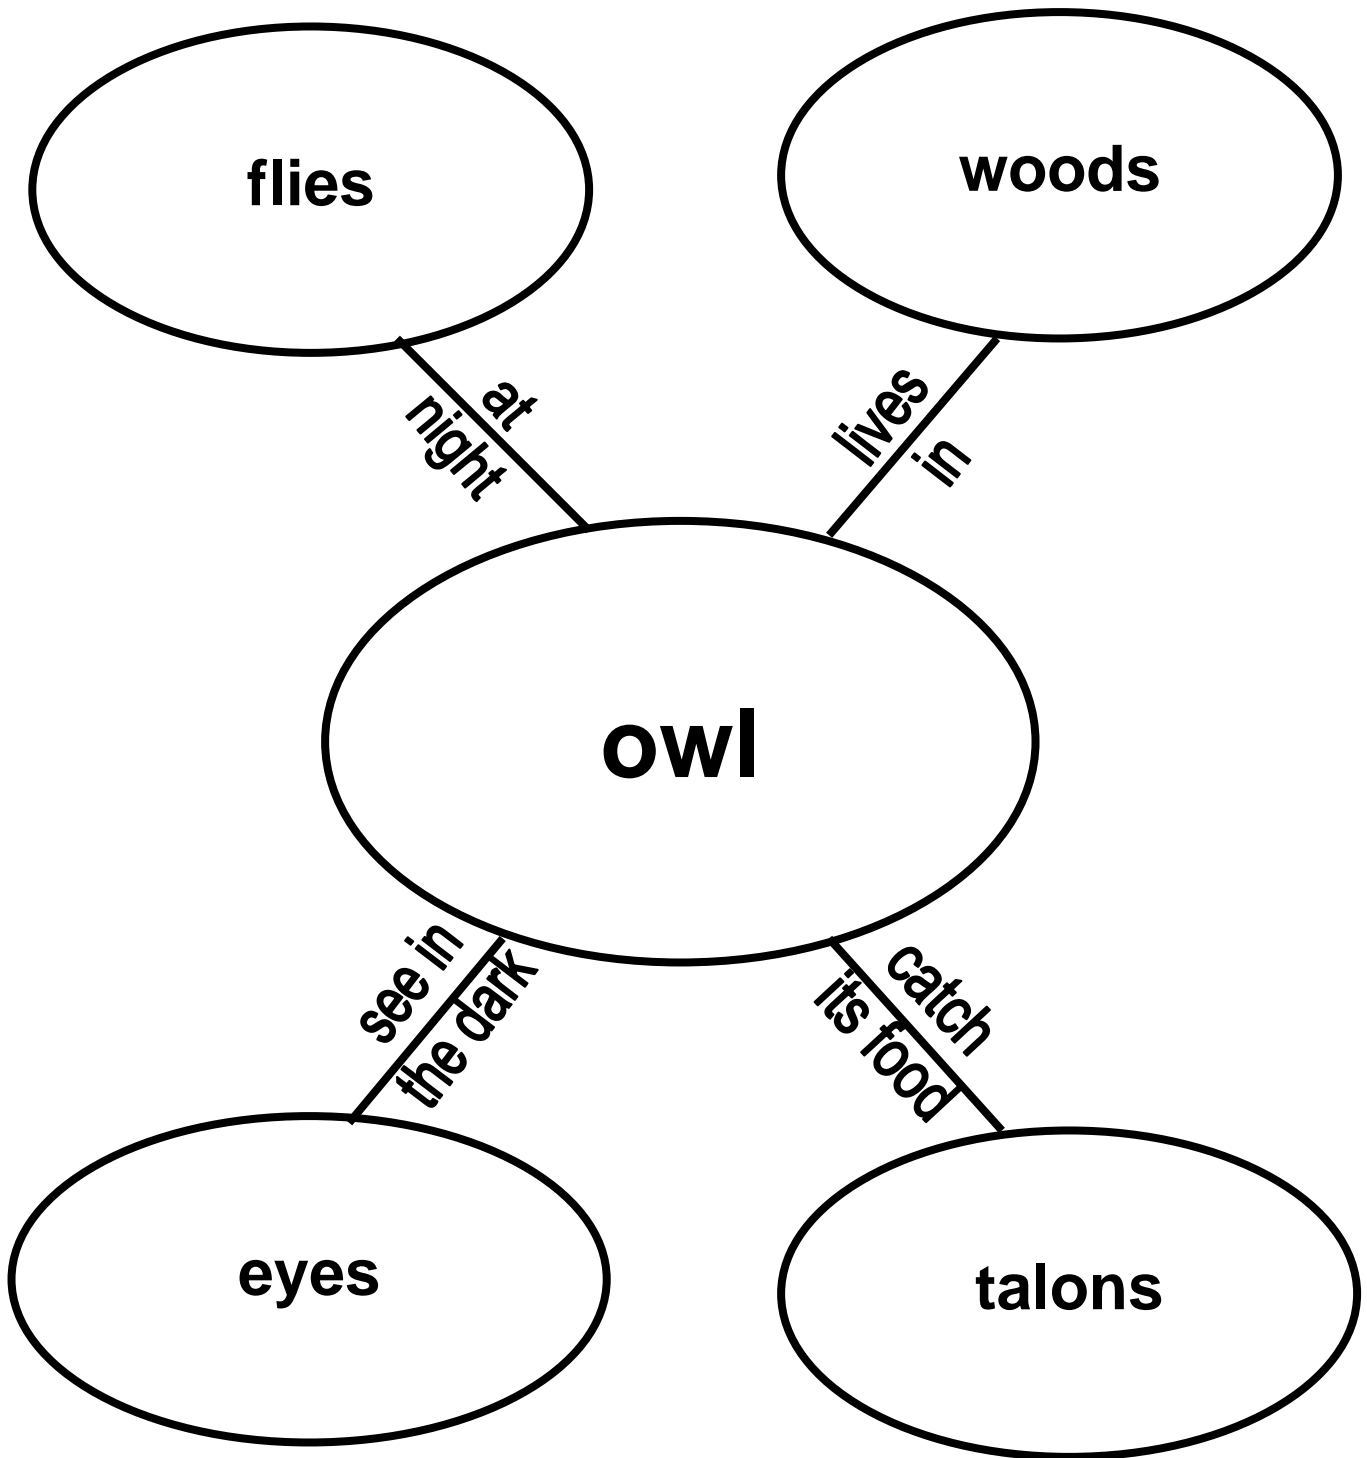 flies
woods
at
night
lives
in
owl
see in
the dark
catch
its food
eyes
talons